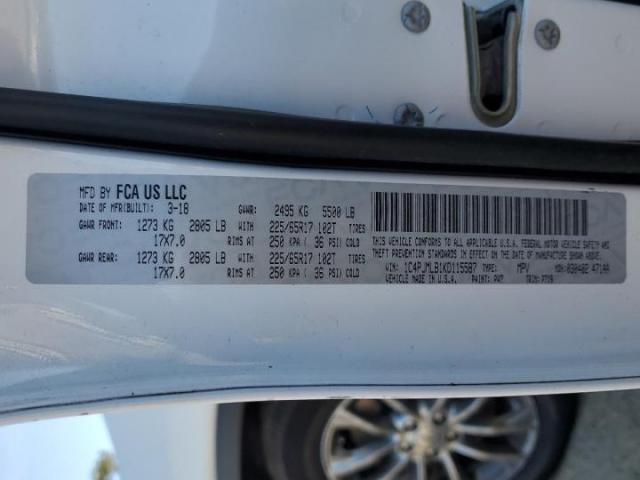 MFD BY FCA US LLC
DATE OF MFR(BUILT): 3-18 GVWR: 2495 KG 5500 LB
GAWR FRONT: 1273 KG 2805 LB WITH 225/65R17 102T TIRES
17X7.0 RIMS AT 250 KPA ( 36 PSI) COLD
GAWR REAR: 1273 KG 2805 LB WITH 225/65R17 102T TIRES
17X7.0 RIMS AT 250 KPA ( 36 PSI) COLD
THIS VEHICLE CONFORMS TO ALL APPLICABLE U.S.A. FEDERAL MOTOR VEHICLE SAFETY AND
THEFT PREVENTION STANDARDS IN EFFECT ON THE DATE OF MANUFACTURE SHOWN ABOVE.
VIN: 1C4PJMLB1KD115587 TYPE: MPV MDH:
VEHICLE MADE IN U.S.A. PAINT: PW7 TRIM: